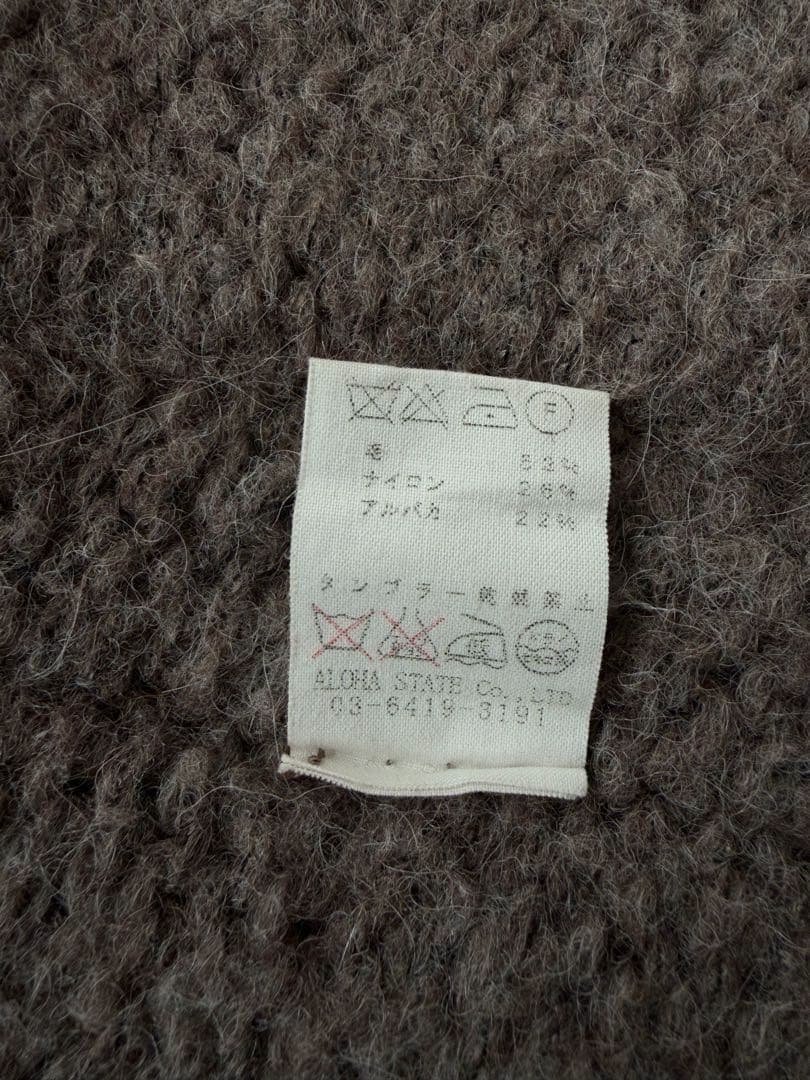 F
毛 52%
ナイロン 26%
アルパカ 22%
タンブラー乾燥禁止
ALOHA STATE Co.,LTD
03-6419-3191